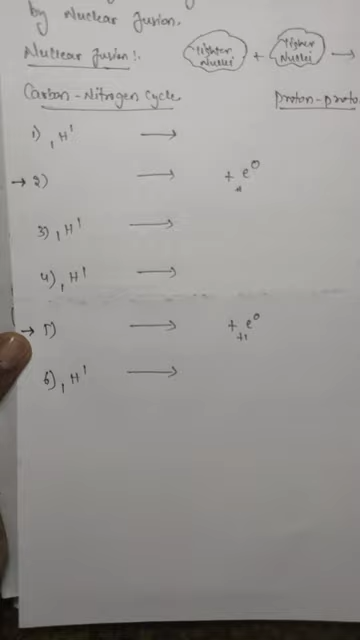 by Nuclear fusion.
Nuclear fusion:. Lighter Nuclei + Lighter Nuclei →
Carbon-Nitrogen Cycle Proton-proto
1) ₁H¹ →
→ 2) → + e⁰
3) ₁H¹ →
4) ₁H¹ →
→ 5) → + ₊₁e⁰
6) ₁H¹ →